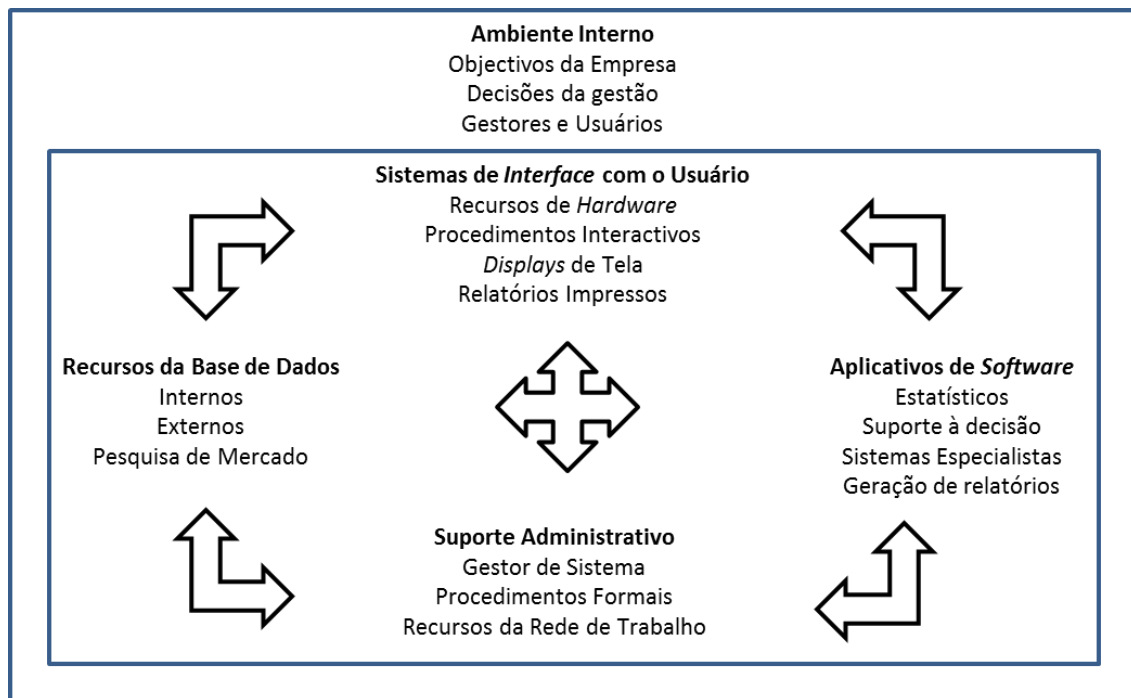 Ambiente Interno
Objectivos da Empresa
Decisões da gestão
Gestores e Usuários
Sistemas de Interface com o Usuário
Recursos de Hardware
Procedimentos Interactivos
Displays de Tela
Relatórios Impressos
Recursos da Base de Dados
Internos
Externos
Pesquisa de Mercado
Aplicativos de Software
Estatísticos
Suporte à decisão
Sistemas Especialistas
Geração de relatórios
Suporte Administrativo
Gestor de Sistema
Procedimentos Formais
Recursos da Rede de Trabalho